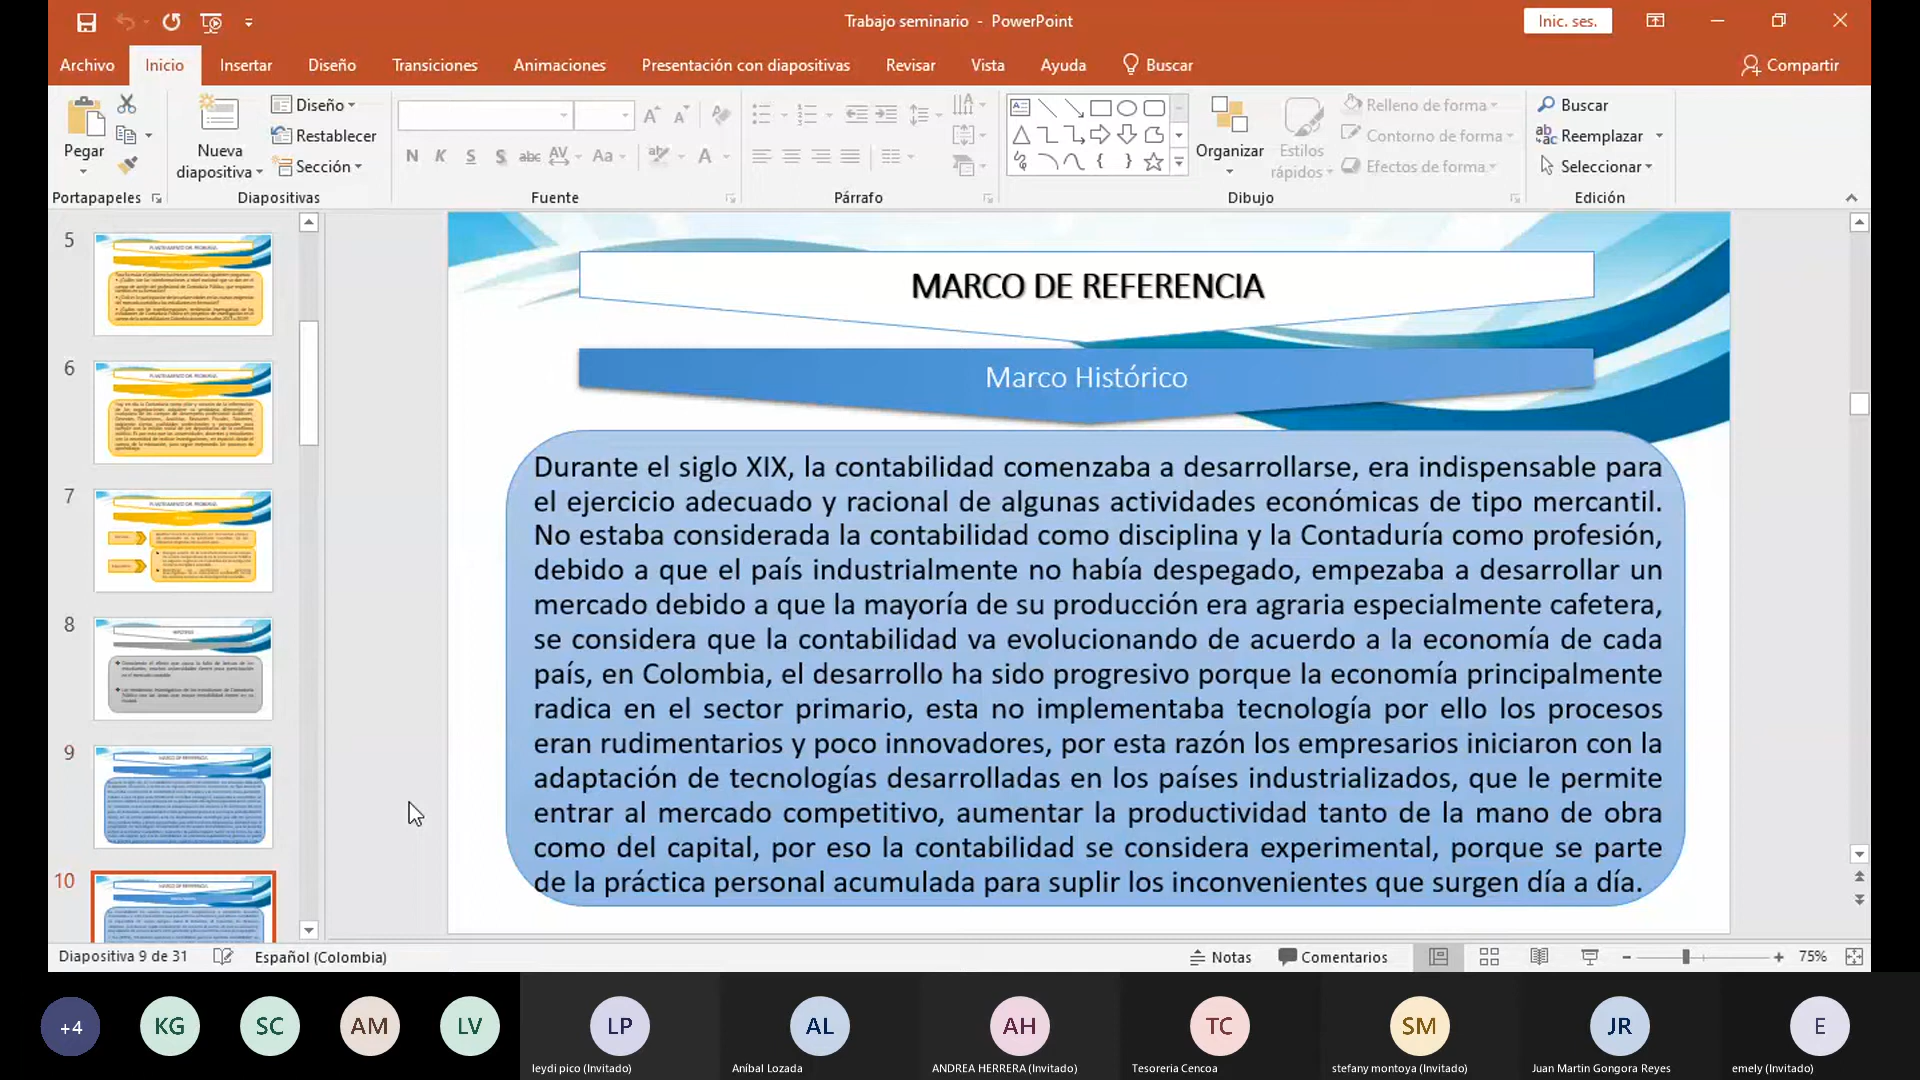 Trabajo seminario - PowerPoint
Inic. ses.
Archivo Inicio Insertar Diseño Transiciones Animaciones Presentación con diapositivas Revisar Vista Ayuda Buscar Compartir
Pegar
Portapapeles
Nueva diapositiva
Diseño
Restablecer
Sección
Diapositivas
N K S S abc AV Aa A
Fuente
Párrafo
Organizar
Estilos rápidos
Relleno de forma
Contorno de forma
Efectos de forma
Dibujo
Buscar
Reemplazar
Seleccionar
Edición
5
6
7
8
9
10
MARCO DE REFERENCIA
Marco Histórico
Durante el siglo XIX, la contabilidad comenzaba a desarrollarse, era indispensable para
el ejercicio adecuado y racional de algunas actividades económicas de tipo mercantil.
No estaba considerada la contabilidad como disciplina y la Contaduría como profesión,
debido a que el país industrialmente no había despegado, empezaba a desarrollar un
mercado debido a que la mayoría de su producción era agraria especialmente cafetera,
se considera que la contabilidad va evolucionando de acuerdo a la economía de cada
país, en Colombia, el desarrollo ha sido progresivo porque la economía principalmente
radica en el sector primario, esta no implementaba tecnología por ello los procesos
eran rudimentarios y poco innovadores, por esta razón los empresarios iniciaron con la
adaptación de tecnologías desarrolladas en los países industrializados, que le permite
entrar al mercado competitivo, aumentar la productividad tanto de la mano de obra
como del capital, por eso la contabilidad se considera experimental, porque se parte
de la práctica personal acumulada para suplir los inconvenientes que surgen día a día.
Diapositiva 9 de 31 Español (Colombia) Notas Comentarios 75%
+4 KG SC AM LV LP AL AH TC SM JR E
leydi pico (Invitado) Aníbal Lozada ANDREA HERRERA (Invitado) Tesoreria Cencoa stefany montoya (Invitado) Juan Martin Gongora Reyes emely (Invitado)